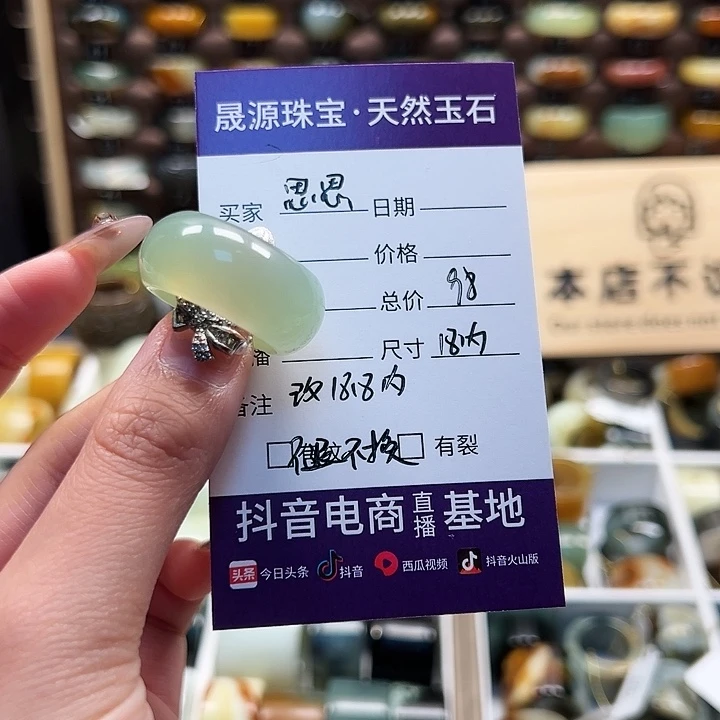 晟源珠宝·天然玉石
买家 思思 日期
价格
总价 98
播 尺寸 18内
备注 改18.8内
不换 有裂
抖音电商直播基地
头条 今日头条 抖音 西瓜视频 抖音火山版
本店不